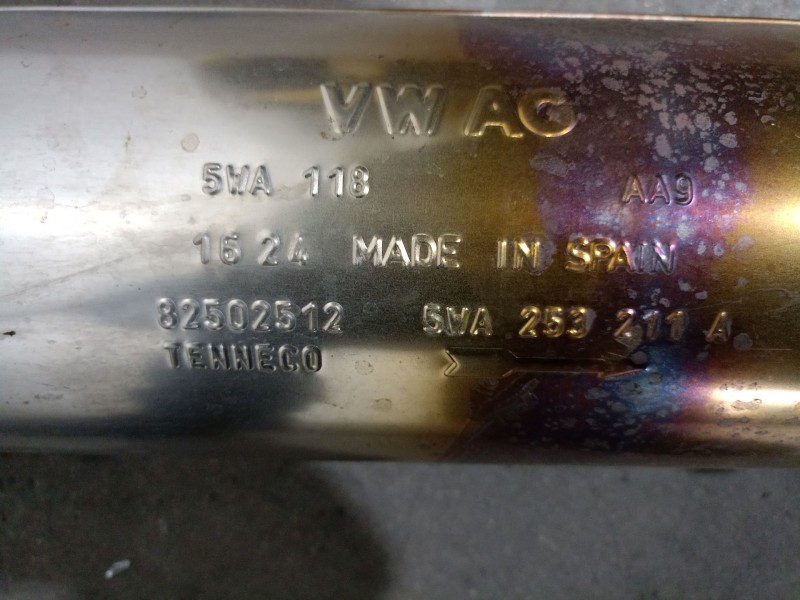 VW AG
5WA 118 AA9
16 24 MADE IN SPAIN
82502512 5WA 253 211 A
TENNECO